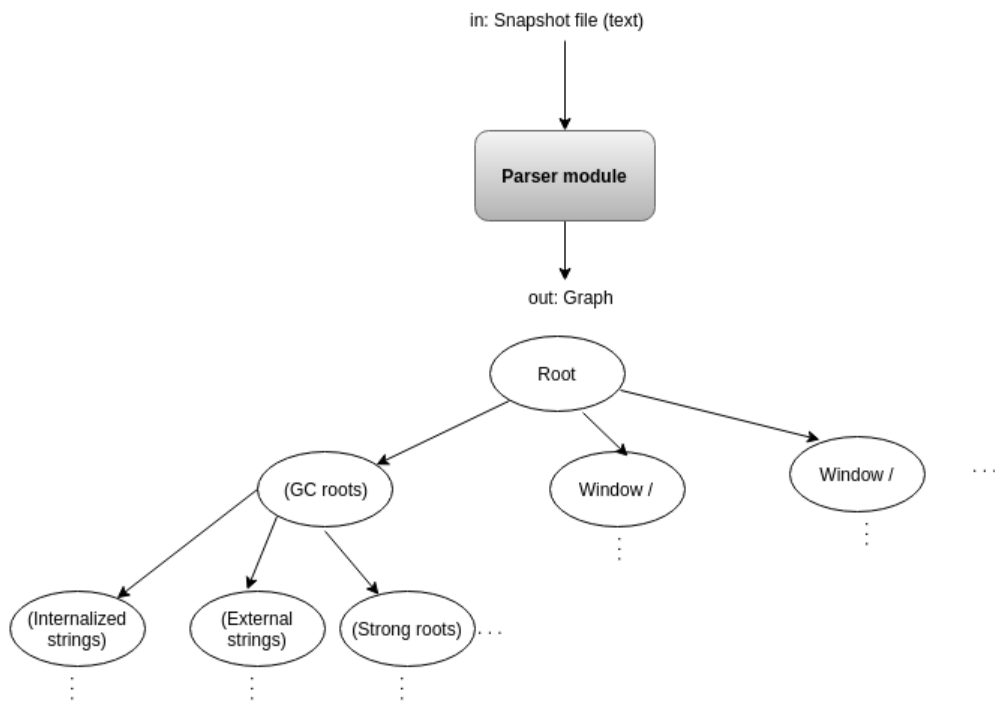 in: Snapshot file (text)
Parser module
out: Graph
Root
(GC roots)
Window /
Window /
. . .
(Internalized
strings)
(External
strings)
(Strong roots)
. . .